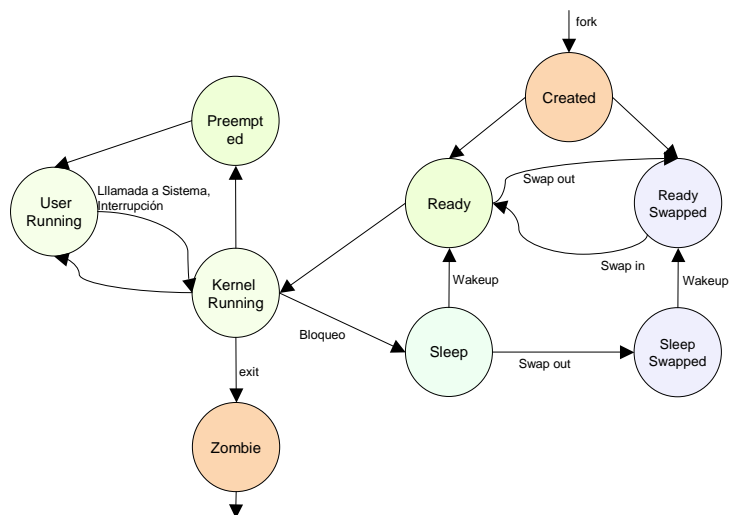 fork
Created
Preempt
ed
Lllamada a Sistema,
Interrupción
User
Running
Swap out
Ready
Ready
Swapped
Swap in
Kernel
Running
Wakeup
Wakeup
Bloqueo
Sleep
Sleep
Swapped
Swap out
exit
Zombie